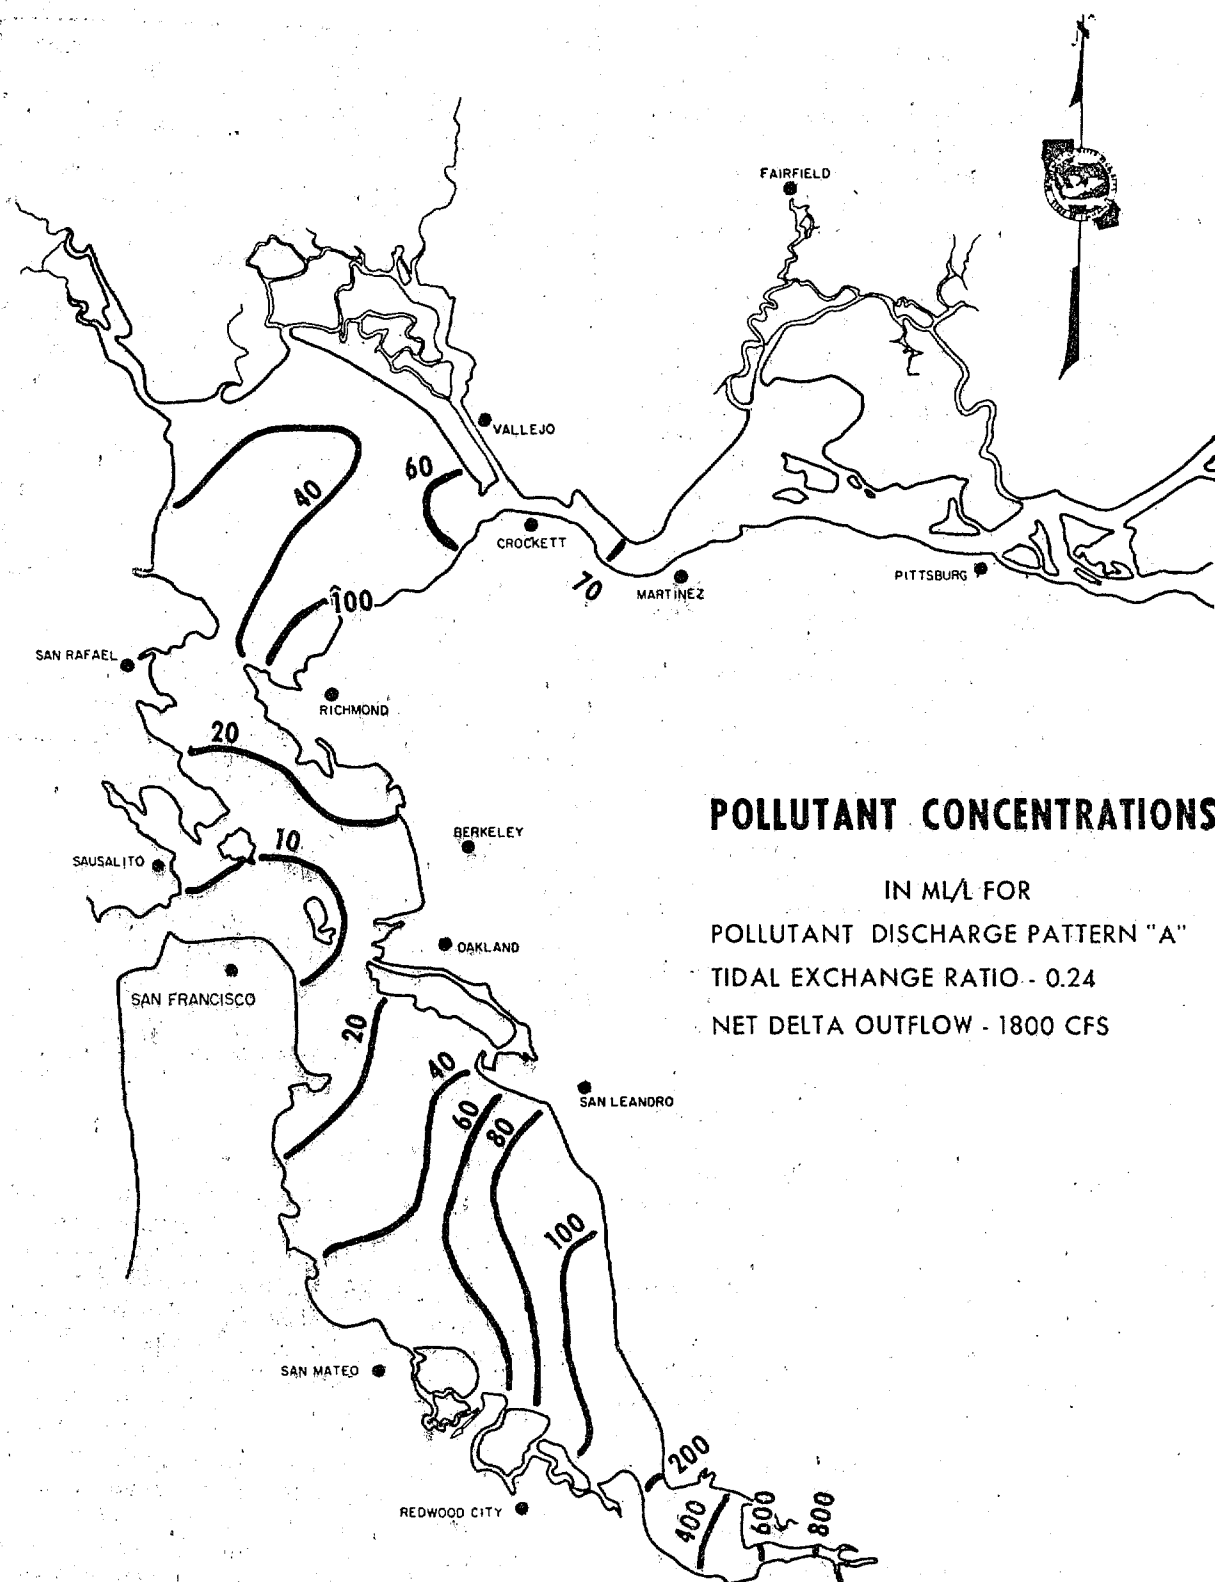 N
FAIRFIELD
VALLEJO
60
40
CROCKETT
70
MARTINEZ
PITTSBURG
100
SAN RAFAEL
RICHMOND
20
POLLUTANT CONCENTRATIONS
IN ML/L FOR
POLLUTANT DISCHARGE PATTERN "A"
TIDAL EXCHANGE RATIO - 0.24
NET DELTA OUTFLOW - 1800 CFS
10
BERKELEY
SAUSALITO
OAKLAND
SAN FRANCISCO
20
40
60
80
SAN LEANDRO
100
SAN MATEO
200
REDWOOD CITY
400
600
800